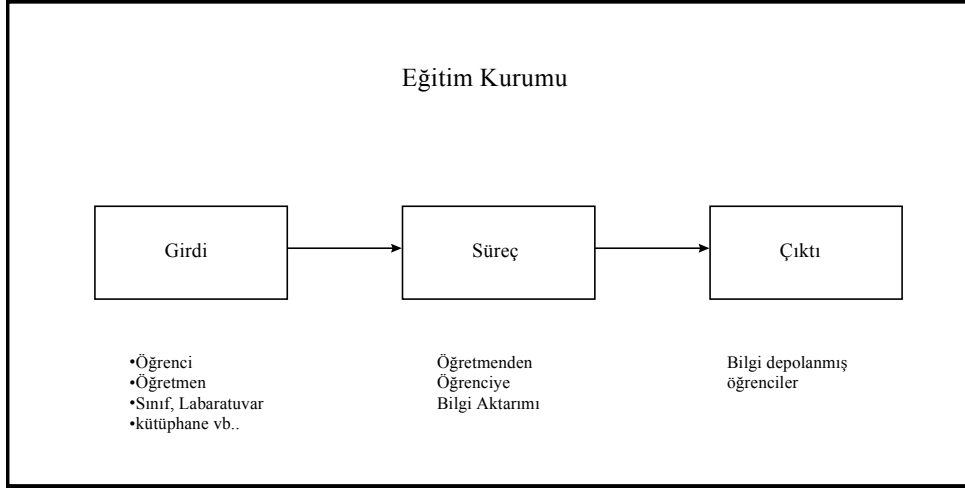 Eğitim Kurumu
Girdi
Süreç
Çıktı
•Öğrenci
•Öğretmen
•Sınıf, Labaratuvar
•kütüphane vb..
Öğretmenden
Öğrenciye
Bilgi Aktarımı
Bilgi depolanmış
öğrenciler